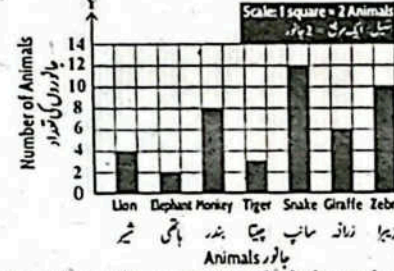 Y
Scale: 1 square = 2 Animals
سکیل: ایک مربع = 2 جانور
Number of Animals
جانوروں کی تعداد
14
12
10
8
6
4
2
0
Lion Elephant Monkey Tiger Snake Giraffe Zeb
شیر ہاتھی بندر چیتا سانپ زرافہ زیبرا
Animals جانور